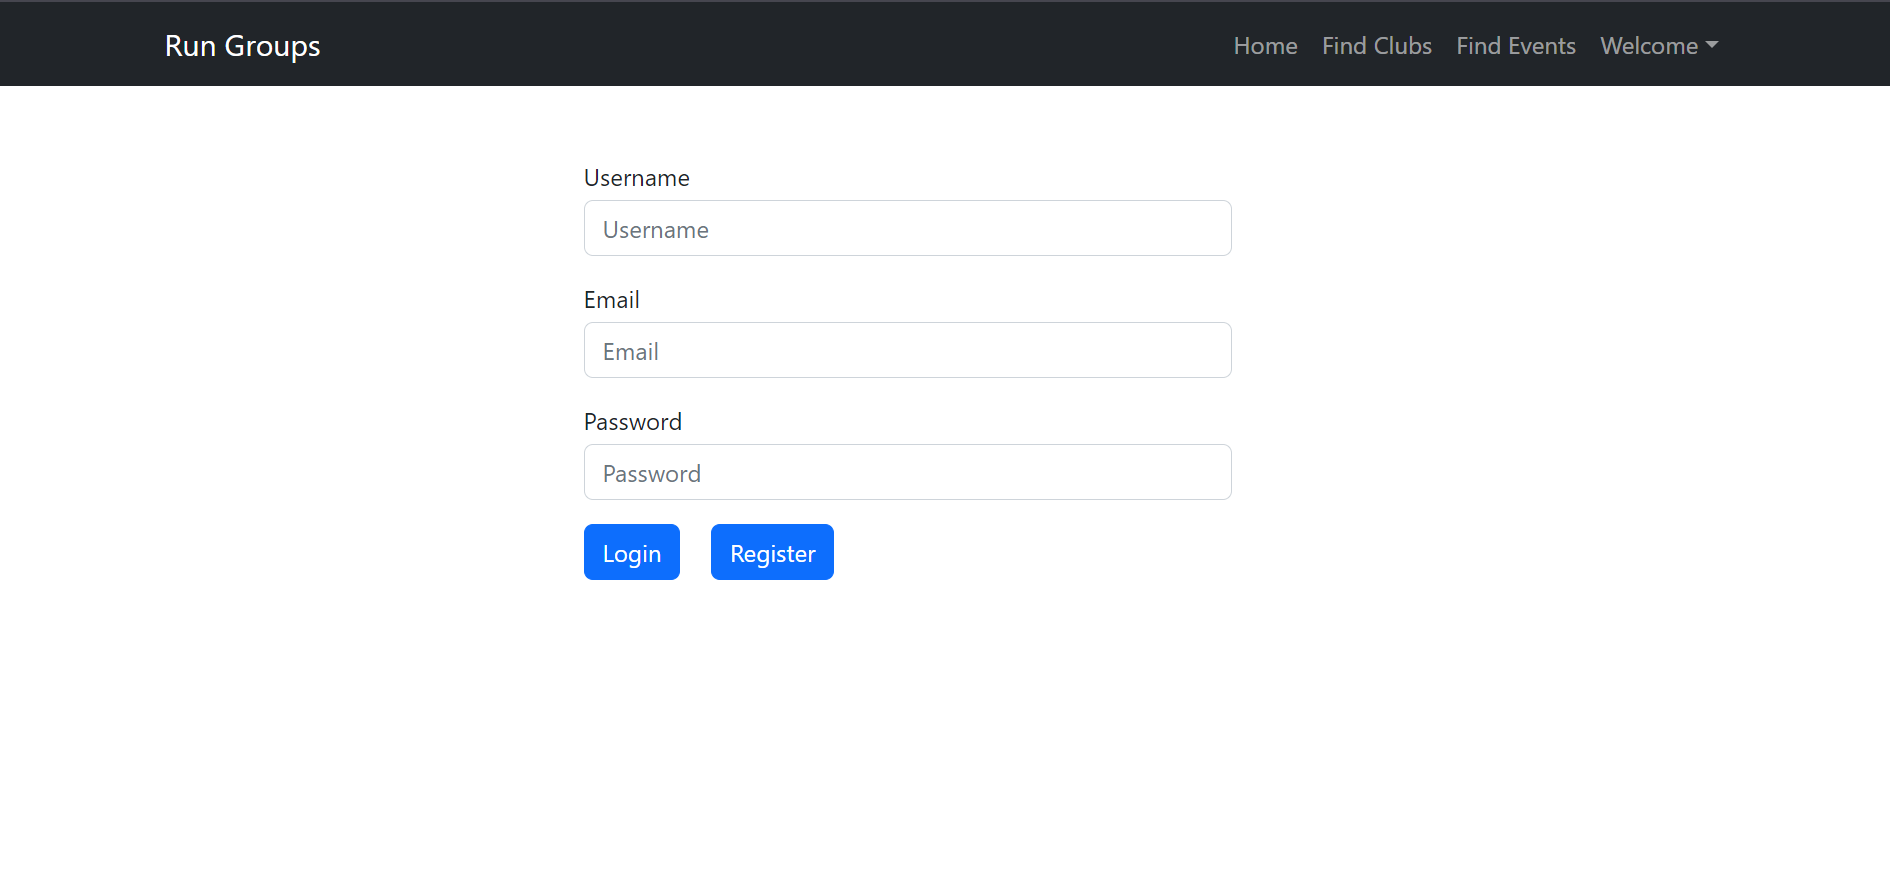 Run Groups Home Find Clubs Find Events Welcome
Username
Username
Email
Email
Password
Password
Login Register